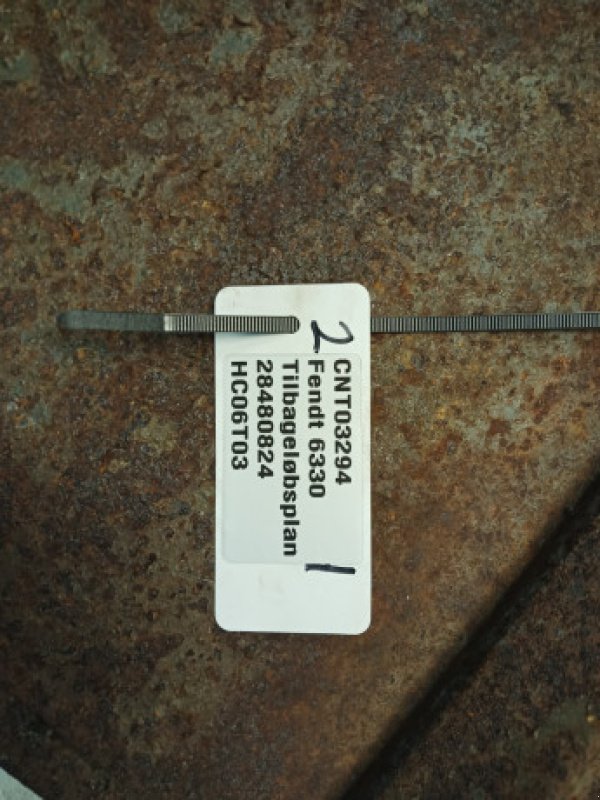 2
CNT03294
Fendt 6330
Tilbageløbsplan
28480824
HC06T03
1